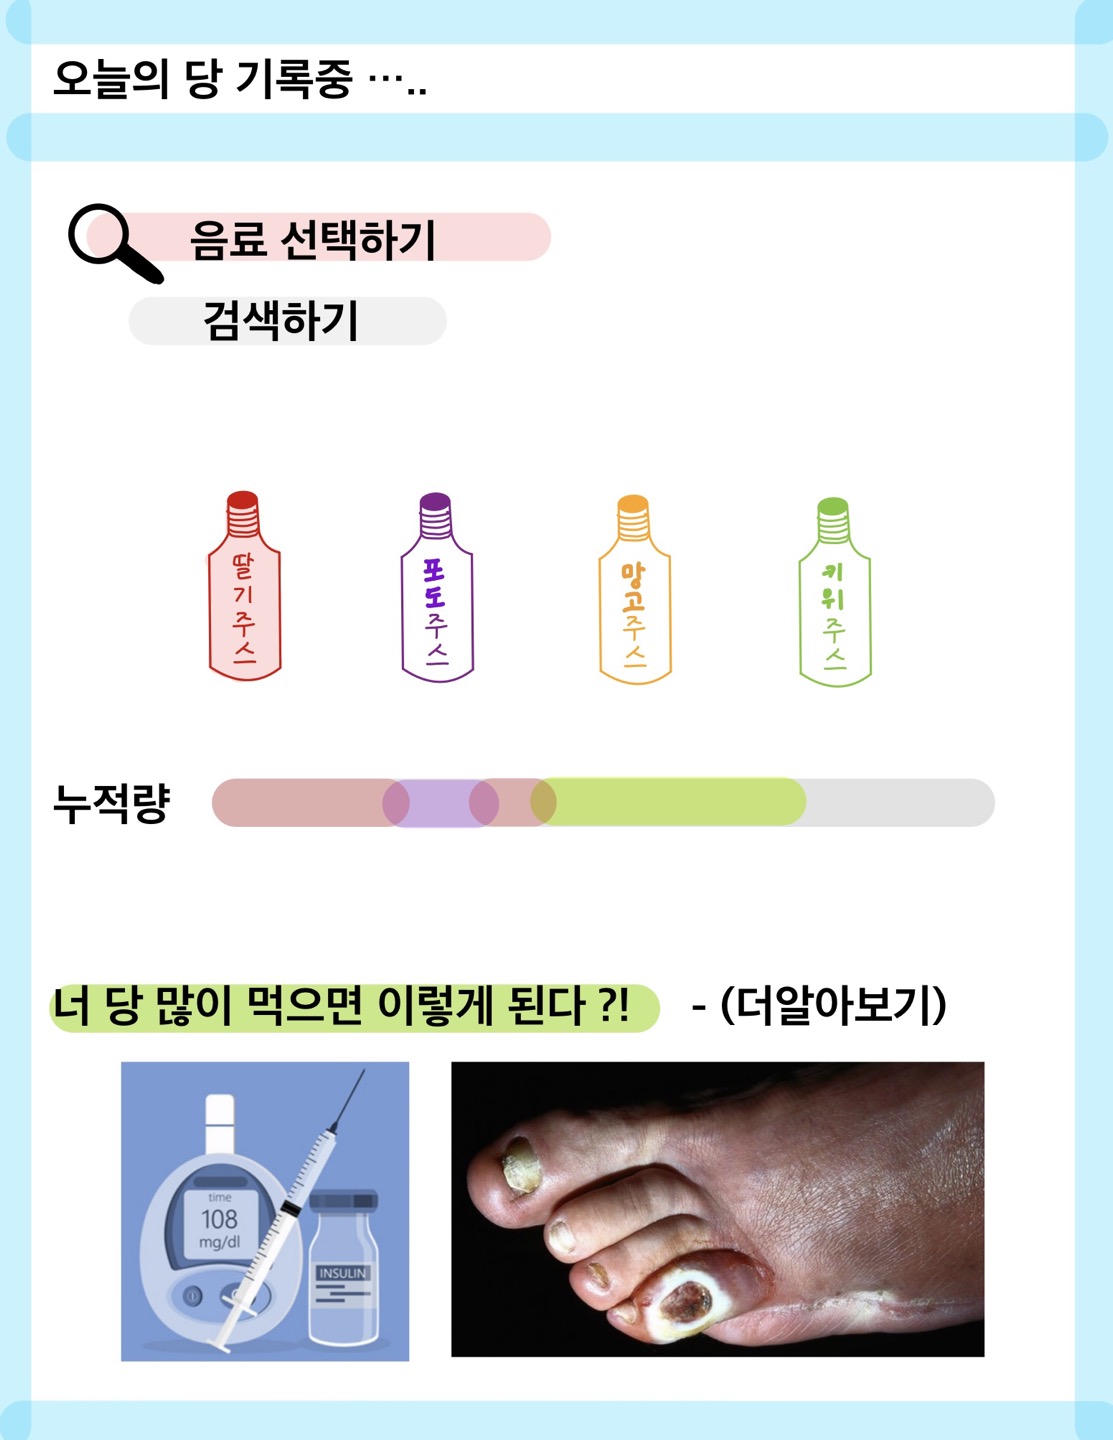 오늘의 당 기록중 …..
음료 선택하기
검색하기
딸기주스
포도주스
망고주스
키위주스
누적량
너 당 많이 먹으면 이렇게 된다 ?! - (더알아보기)
time
108
mg/dl
INSULIN